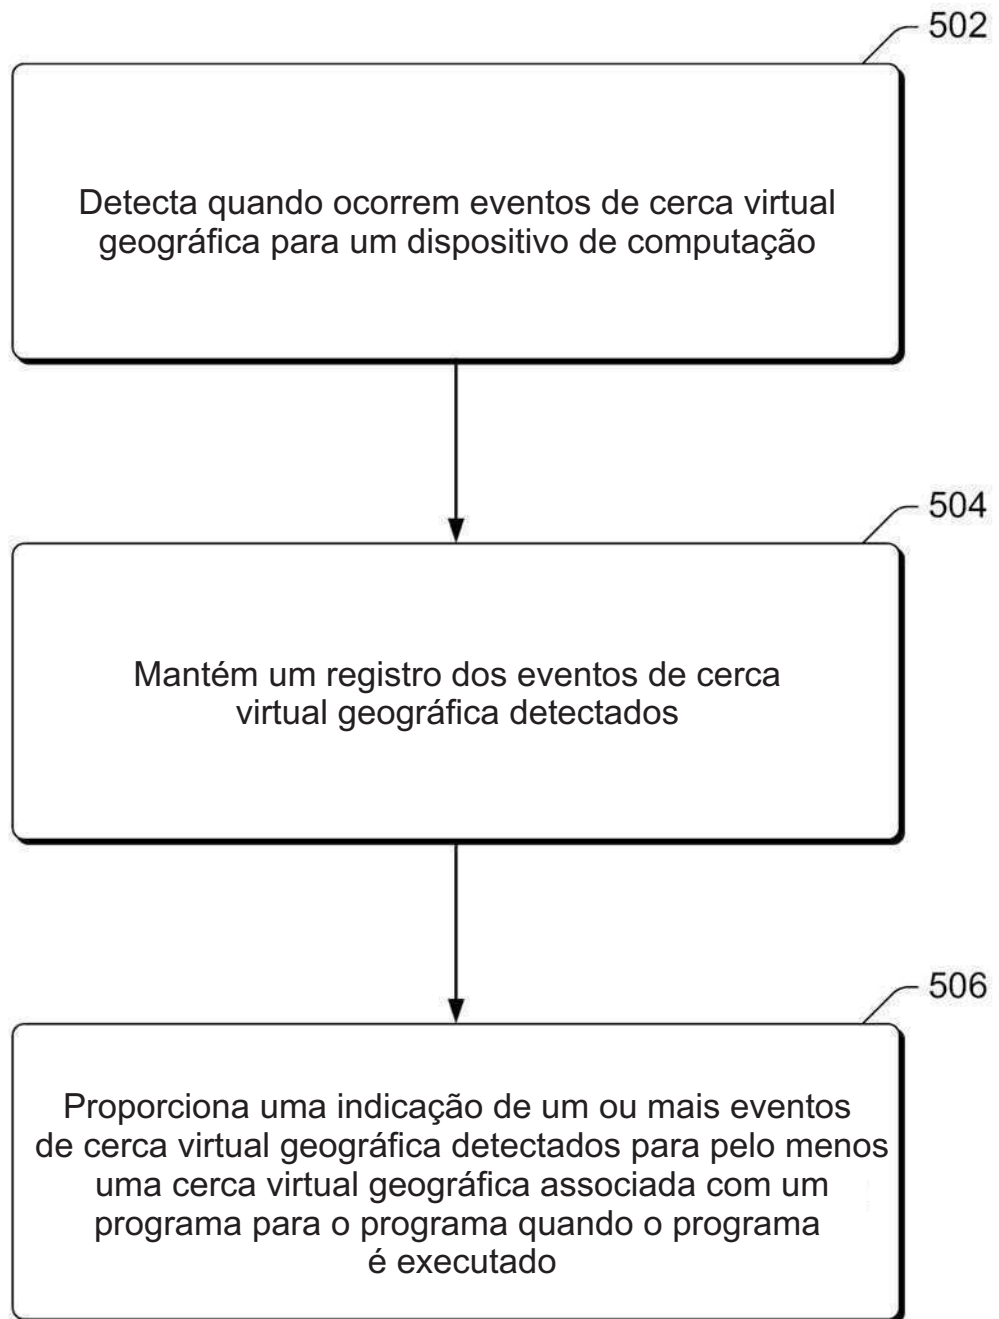 502
Detecta quando ocorrem eventos de cerca virtual
geográfica para um dispositivo de computação
504
Mantém um registro dos eventos de cerca
virtual geográfica detectados
506
Proporciona uma indicação de um ou mais eventos
de cerca virtual geográfica detectados para pelo menos
uma cerca virtual geográfica associada com um
programa para o programa quando o programa
é executado